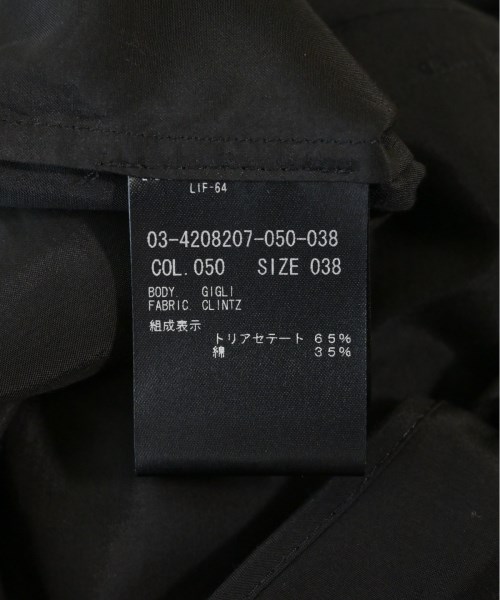 LIF-64
03-4208207-050-038
COL.050 SIZE 038
BODY. GIGLI
FABRIC. CLINTZ
組成表示
トリアセテート 65%
綿 35%